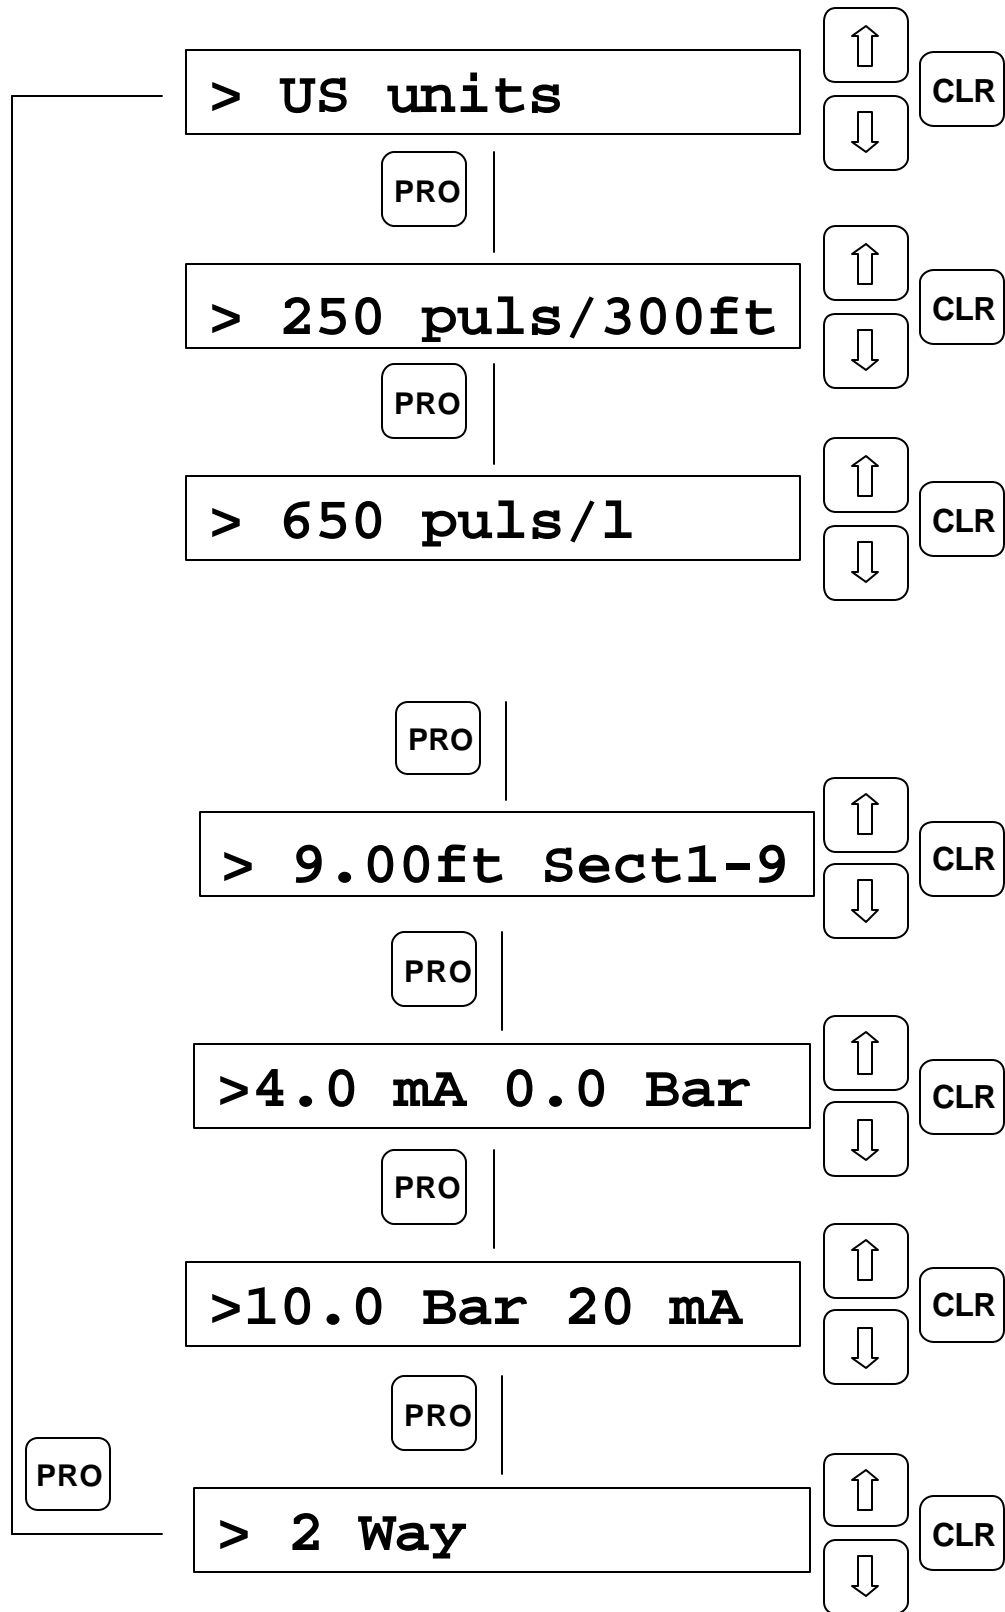 ⇧
> US units CLR
⇩
PRO
⇧
> 250 puls/300ft CLR
⇩
PRO
⇧
> 650 puls/l CLR
⇩
PRO
⇧
> 9.00ft Sect1-9 CLR
⇩
PRO
⇧
>4.0 mA 0.0 Bar CLR
⇩
PRO
⇧
>10.0 Bar 20 mA CLR
⇩
PRO
PRO
⇧
> 2 Way CLR
⇩